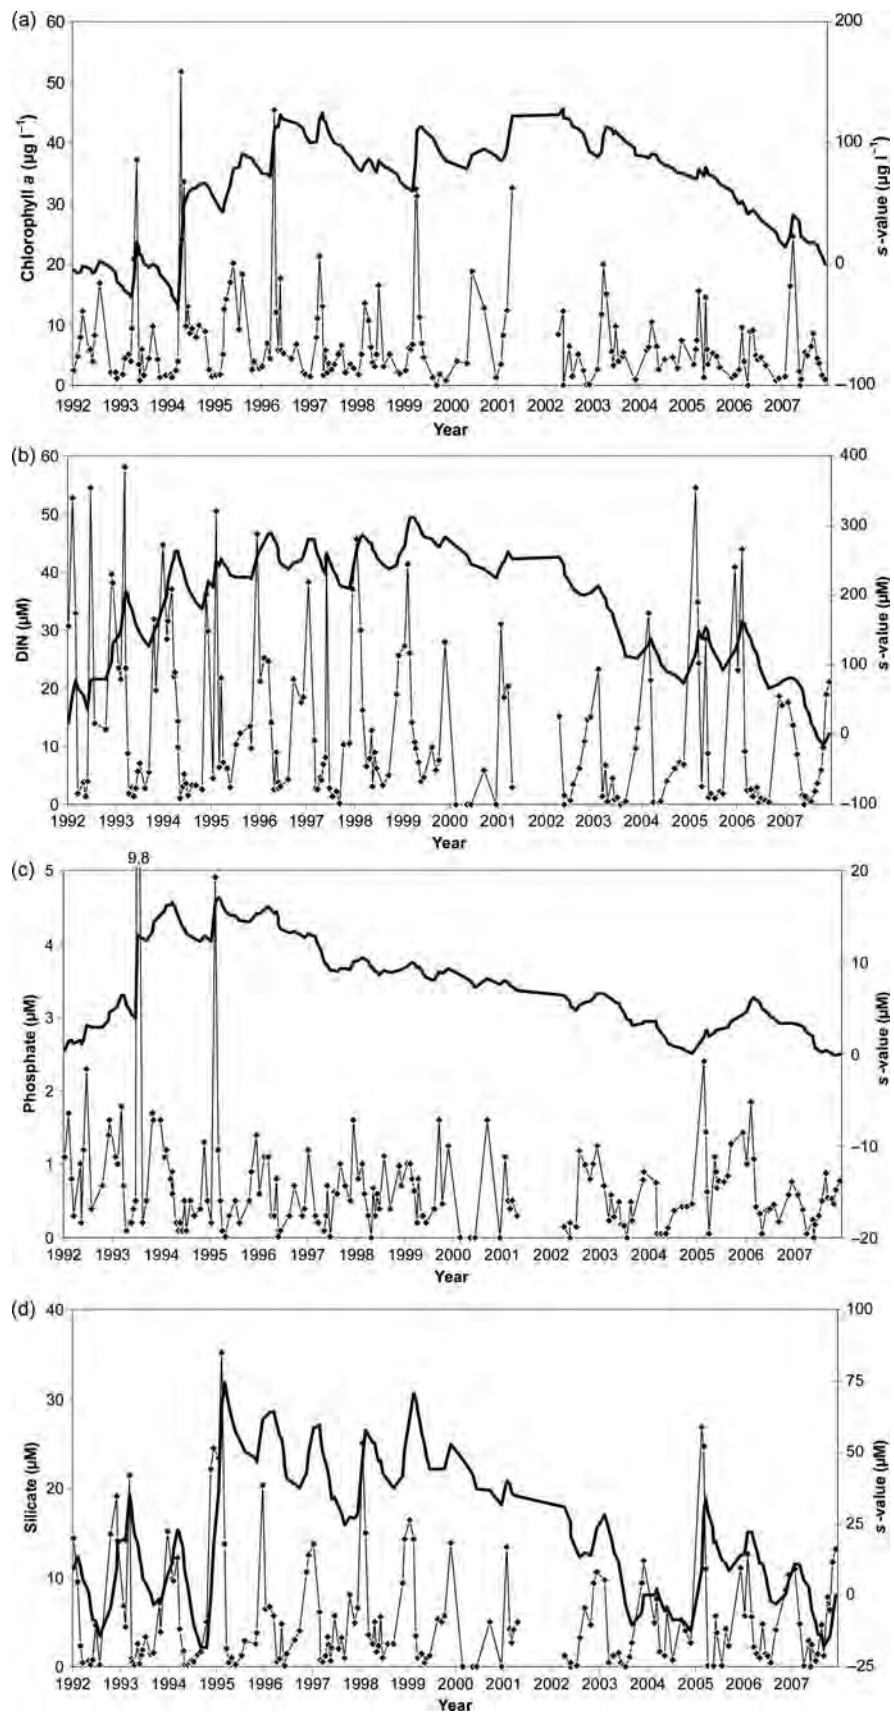 (a)
60
50
40
30
20
10
0
Chlorophyll a (µg l⁻¹)
200
100
0
−100
s-value (µg l⁻¹)
1992 1993 1994 1995 1996 1997 1998 1999 2000 2001 2002 2003 2004 2005 2006 2007
Year
(b)
60
50
40
30
20
10
0
DIN (µM)
400
300
200
100
0
−100
s-value (µM)
1992 1993 1994 1995 1996 1997 1998 1999 2000 2001 2002 2003 2004 2005 2006 2007
Year
(c)
9,8
5
4
3
2
1
0
Phosphate (µM)
20
10
0
−10
−20
s-value (µM)
1992 1993 1994 1995 1996 1997 1998 1999 2000 2001 2002 2003 2004 2005 2006 2007
Year
(d)
40
30
20
10
0
Silicate (µM)
100
75
50
25
0
−25
s-value (µM)
1992 1993 1994 1995 1996 1997 1998 1999 2000 2001 2002 2003 2004 2005 2006 2007
Year